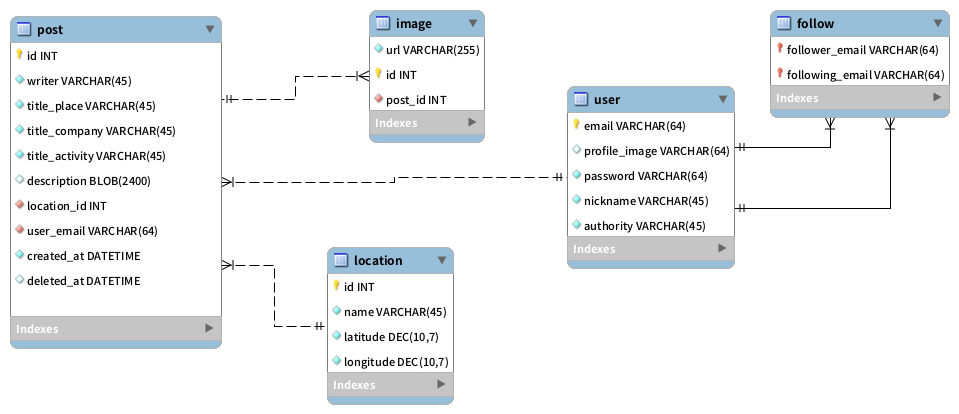 post
id INT
writer VARCHAR(45)
title_place VARCHAR(45)
title_company VARCHAR(45)
title_activity VARCHAR(45)
description BLOB(2400)
location_id INT
user_email VARCHAR(64)
created_at DATETIME
deleted_at DATETIME
Indexes
image
url VARCHAR(255)
id INT
post_id INT
Indexes
location
id INT
name VARCHAR(45)
latitude DEC(10,7)
longitude DEC(10,7)
Indexes
user
email VARCHAR(64)
profile_image VARCHAR(64)
password VARCHAR(64)
nickname VARCHAR(45)
authority VARCHAR(45)
Indexes
follow
follower_email VARCHAR(64)
following_email VARCHAR(64)
Indexes